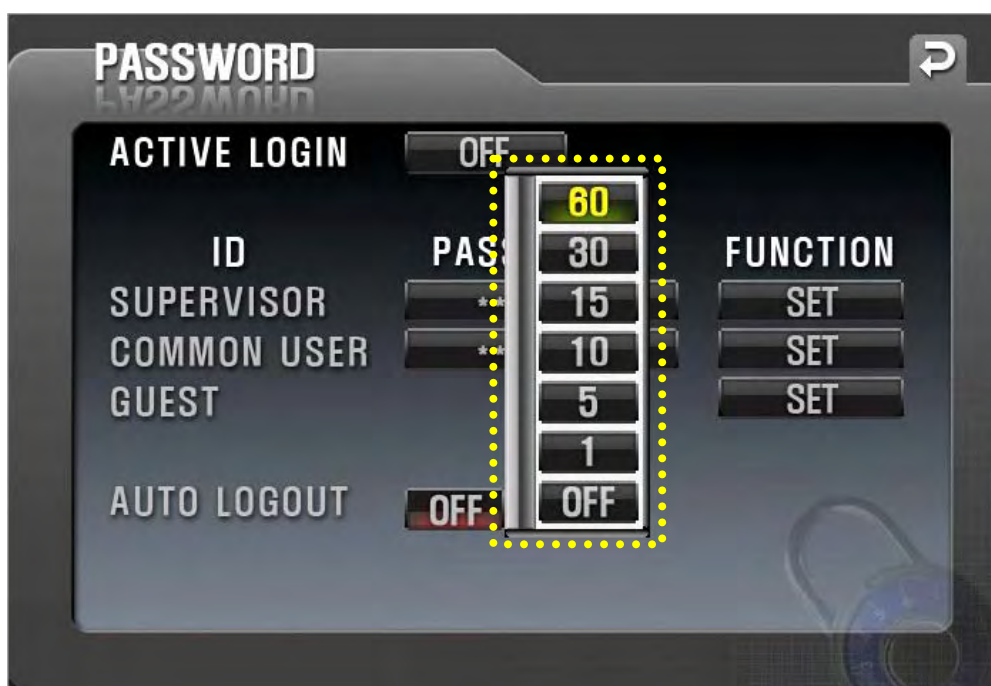 PASSWORD
ACTIVE LOGIN OFF
60
ID PAS 30 FUNCTION
SUPERVISOR ** 15 SET
COMMON USER ** 10 SET
GUEST 5 SET
1
AUTO LOGOUT OFF OFF